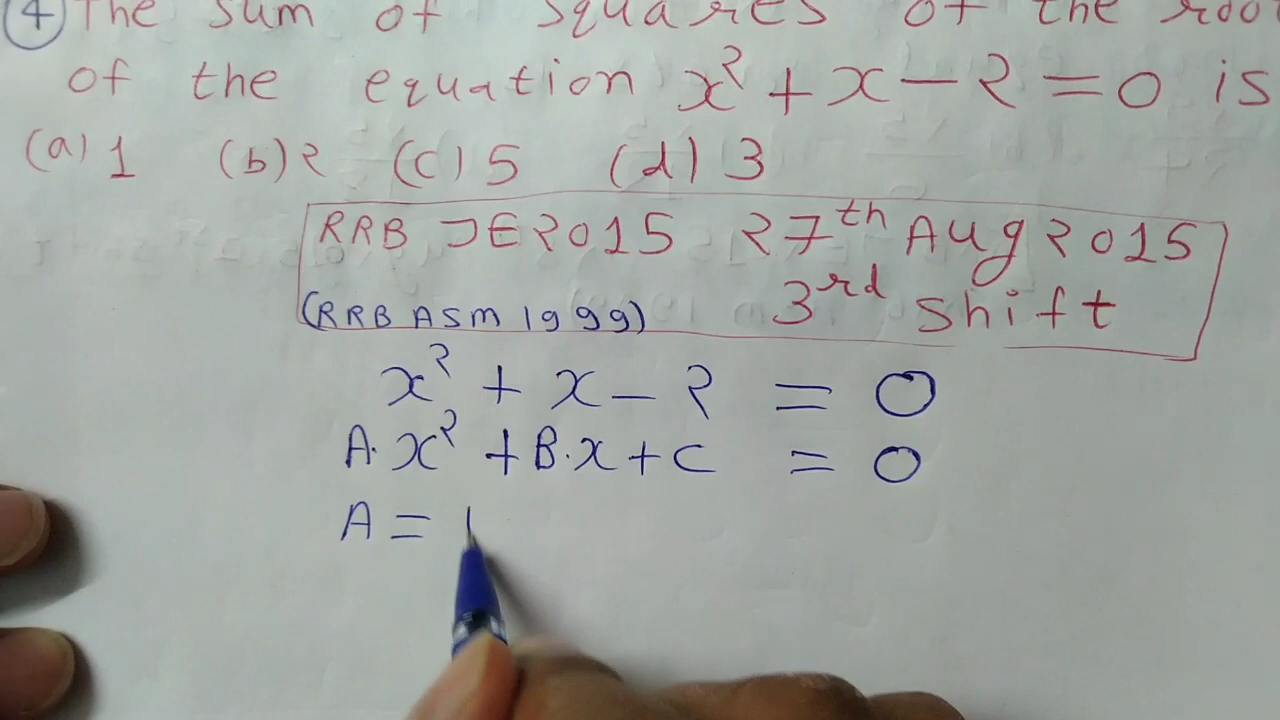 ④ The sum of squares of the roo
of the equation x² + x - 2 = 0 is
(a) 1 (b) 2 (c) 5 (d) 3
RRB JE 2015 27th Aug 2015
3rd shift
(RRB ASM 1999)
x² + x - 2 = 0
A.x² + B.x + C = 0
A = 1